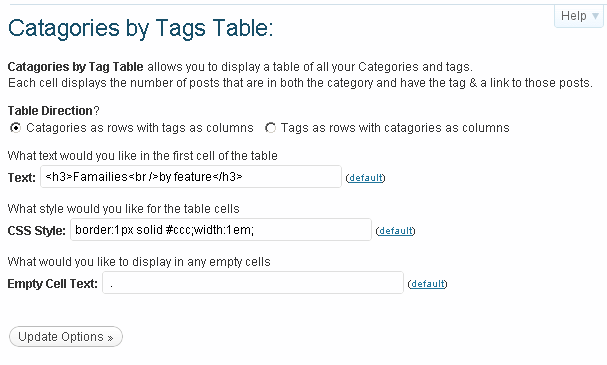 Help ▼
Catagories by Tags Table:
Catagories by Tag Table allows you to display a table of all your Categories and tags.
Each cell displays the number of posts that are in both the category and have the tag & a link to those posts.
Table Direction?
Catagories as rows with tags as columns Tags as rows with catagories as columns
What text would you like in the first cell of the table
Text: <h3>Famailies<br />by feature</h3> (default)
What style would you like for the table cells
CSS Style: border:1px solid #ccc;width:1em; (default)
What would you like to display in any empty cells
Empty Cell Text: . (default)
Update Options »